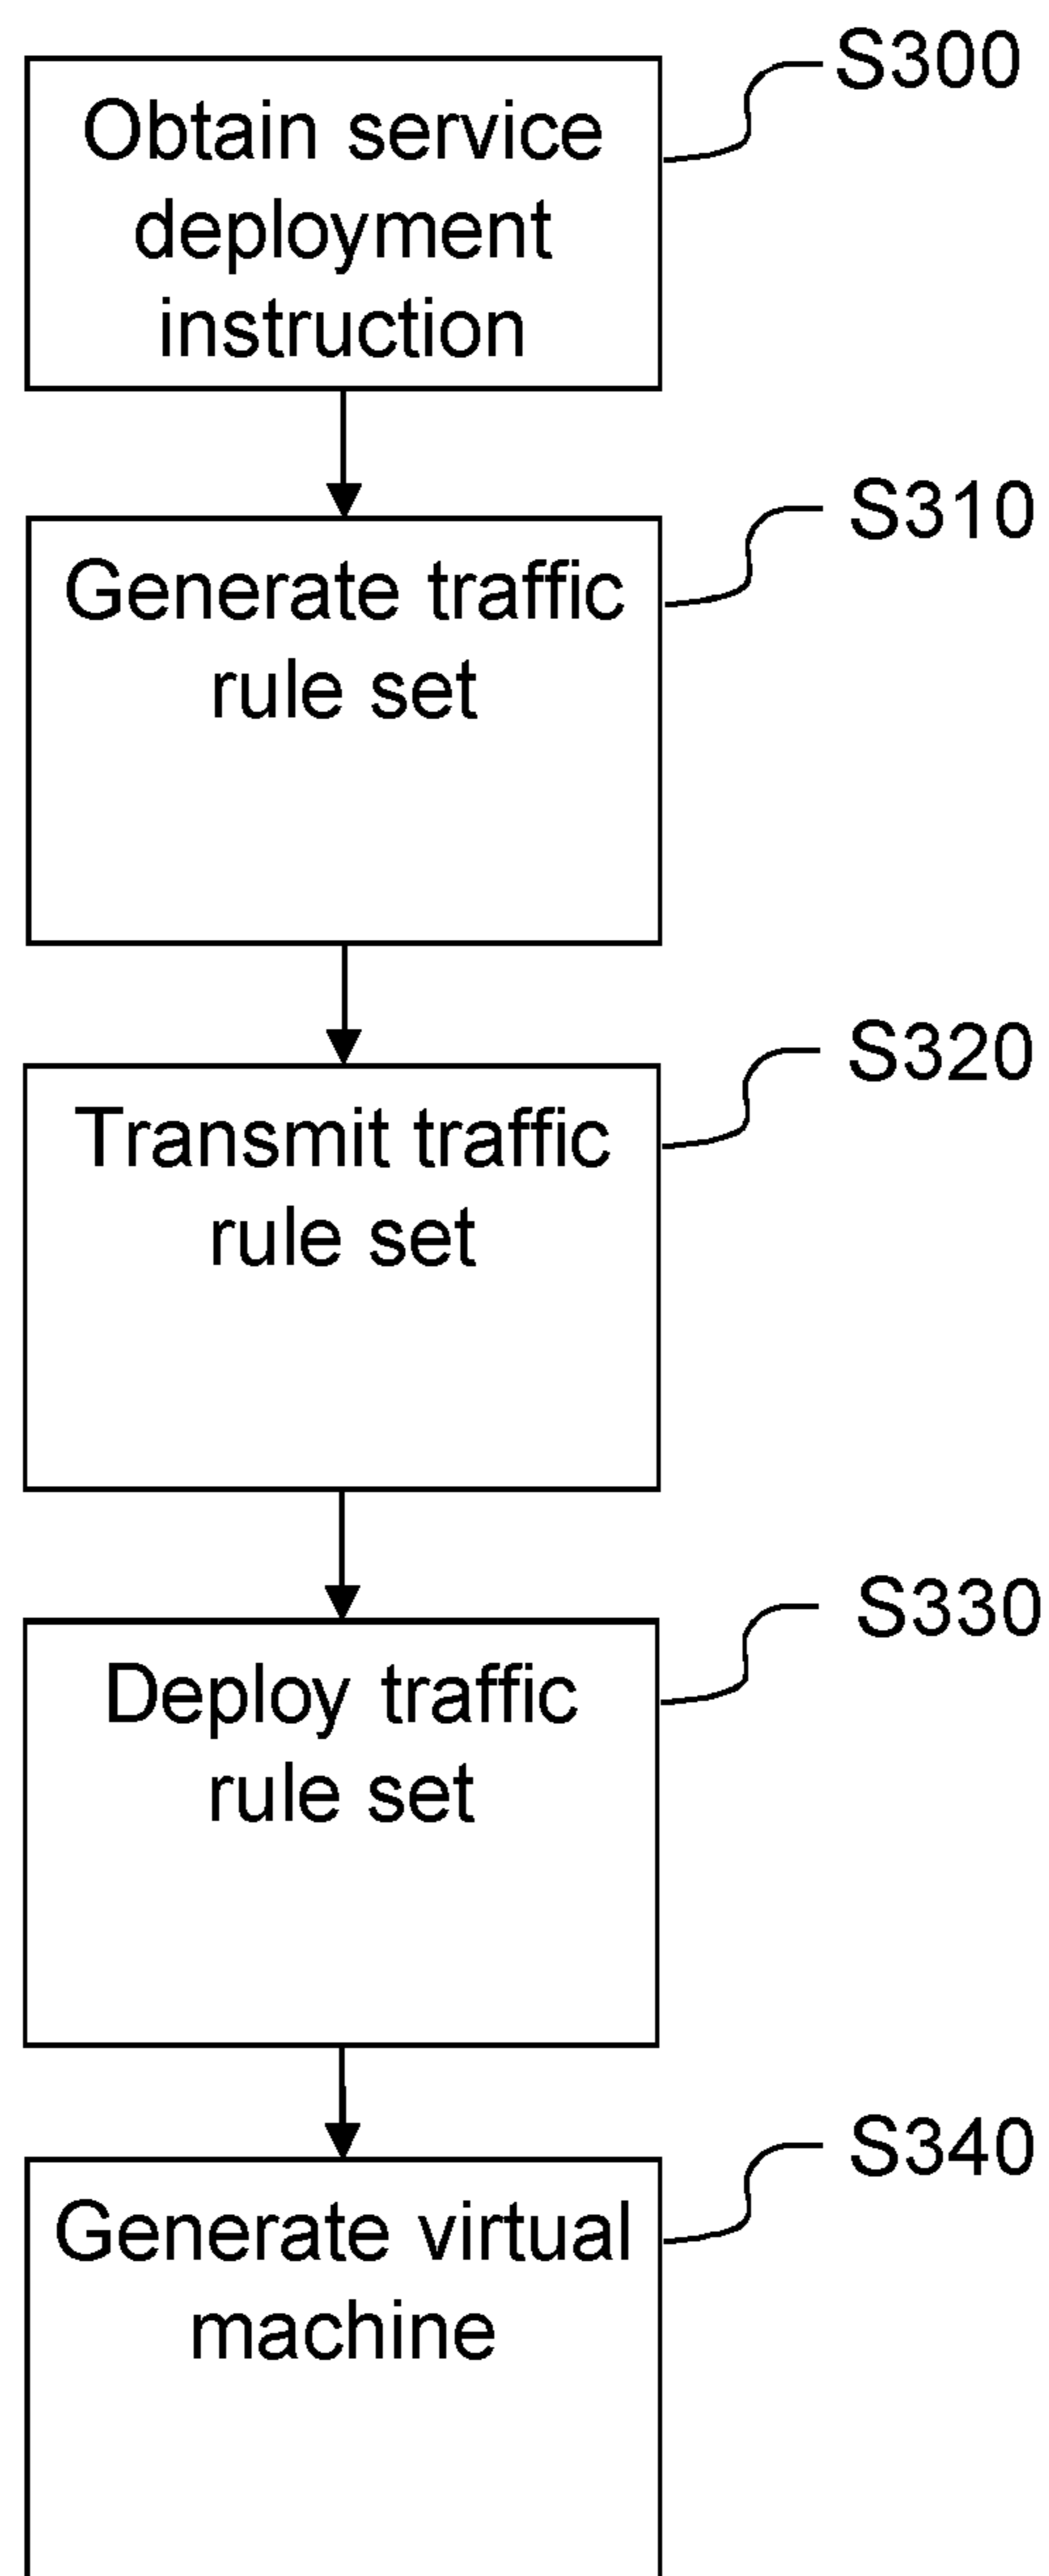 S300
Obtain service
deployment
instruction
S310
Generate traffic
rule set
S320
Transmit traffic
rule set
S330
Deploy traffic
rule set
S340
Generate virtual
machine